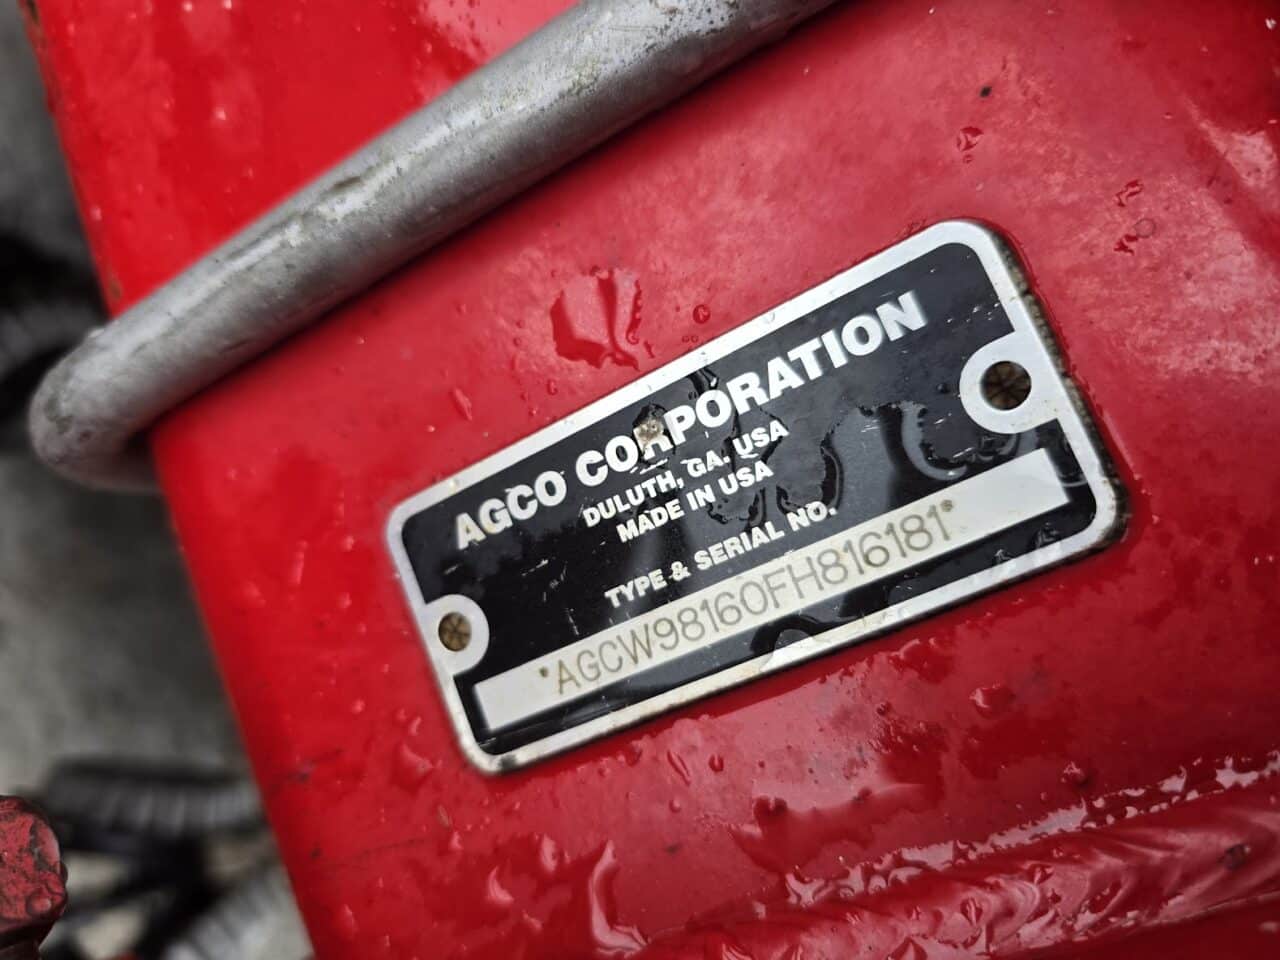 AGCO CORPORATION
DULUTH, GA. USA
MADE IN USA
TYPE & SERIAL NO.
*AGCW98160FH816181*